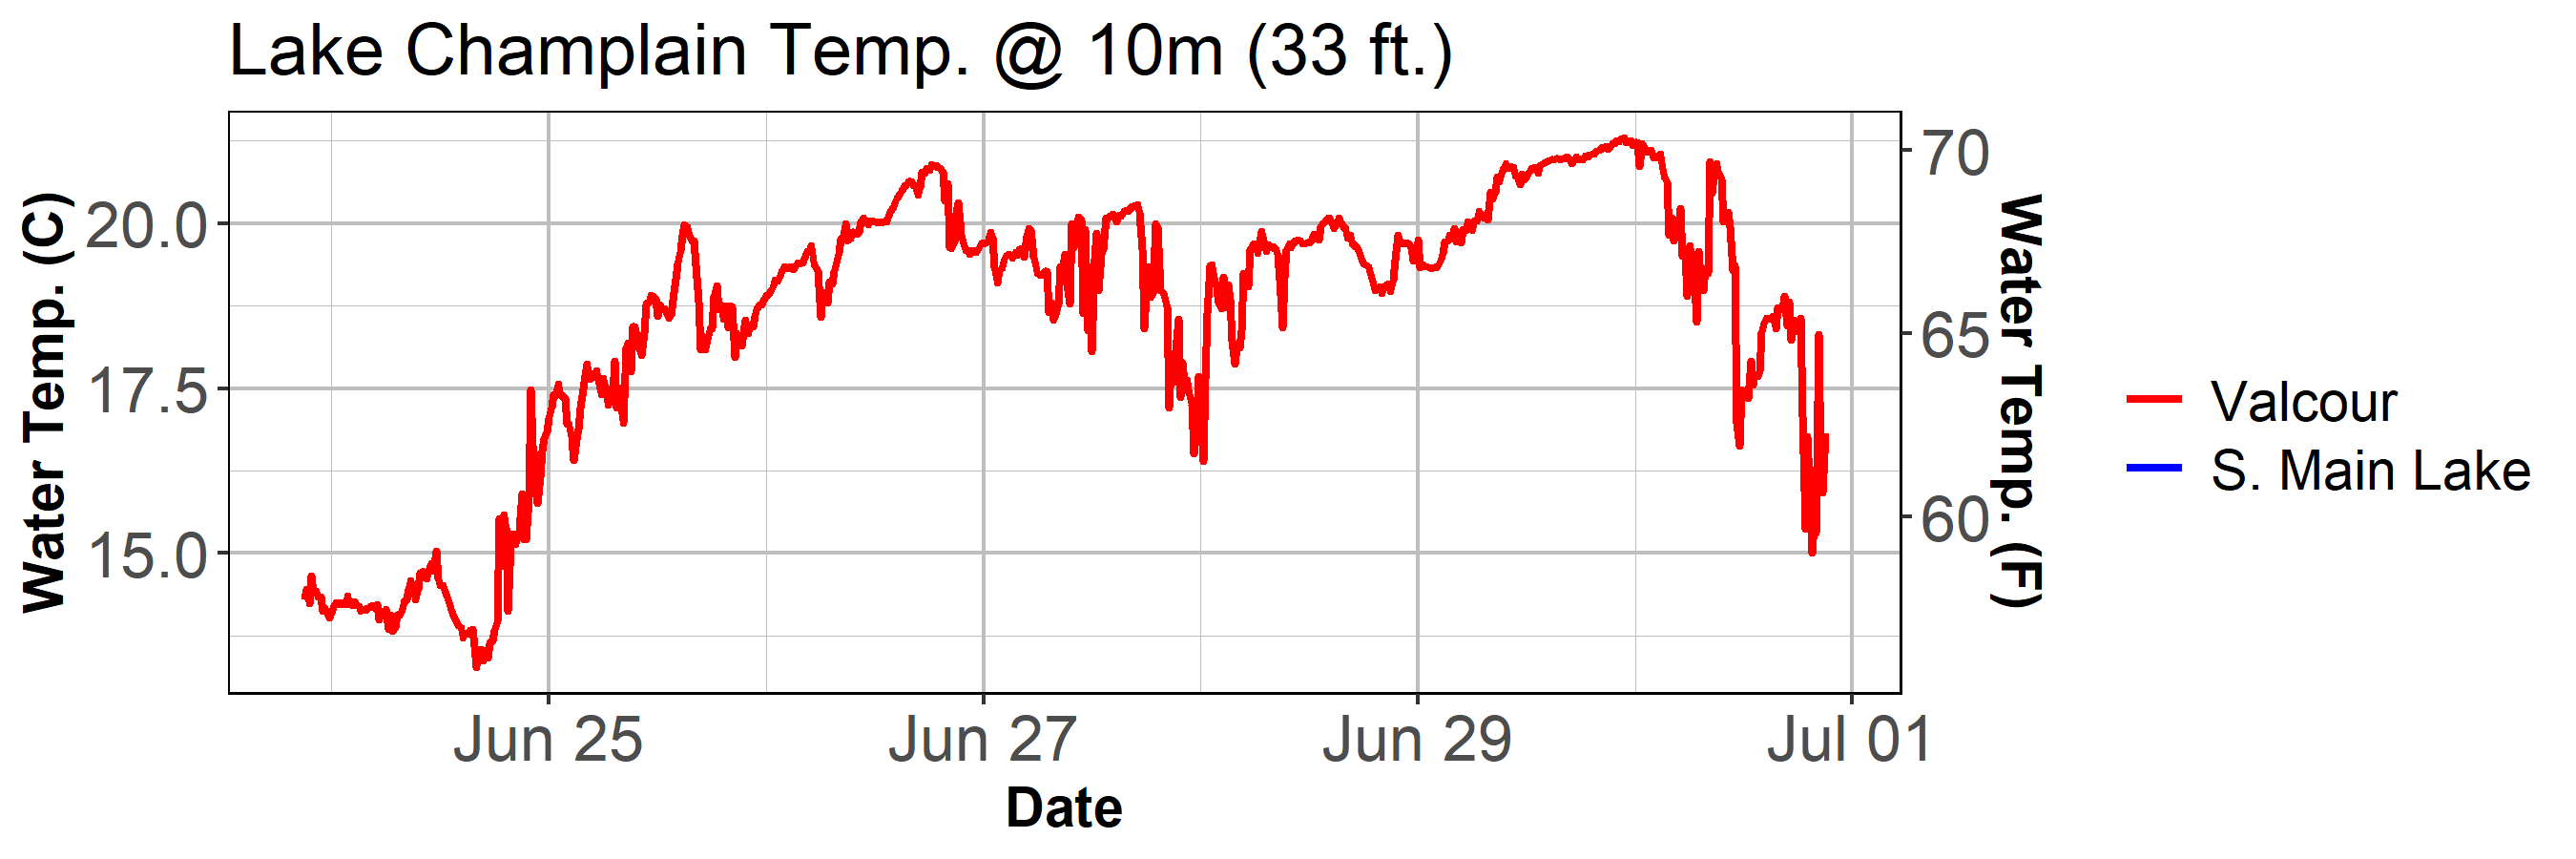 Lake Champlain Temp. @ 10m (33 ft.)
Water Temp. (C)
20.0
17.5
15.0
70
65
60
Water Temp. (F)
Jun 25
Jun 27
Jun 29
Jul 01
Date
Valcour
S. Main Lake